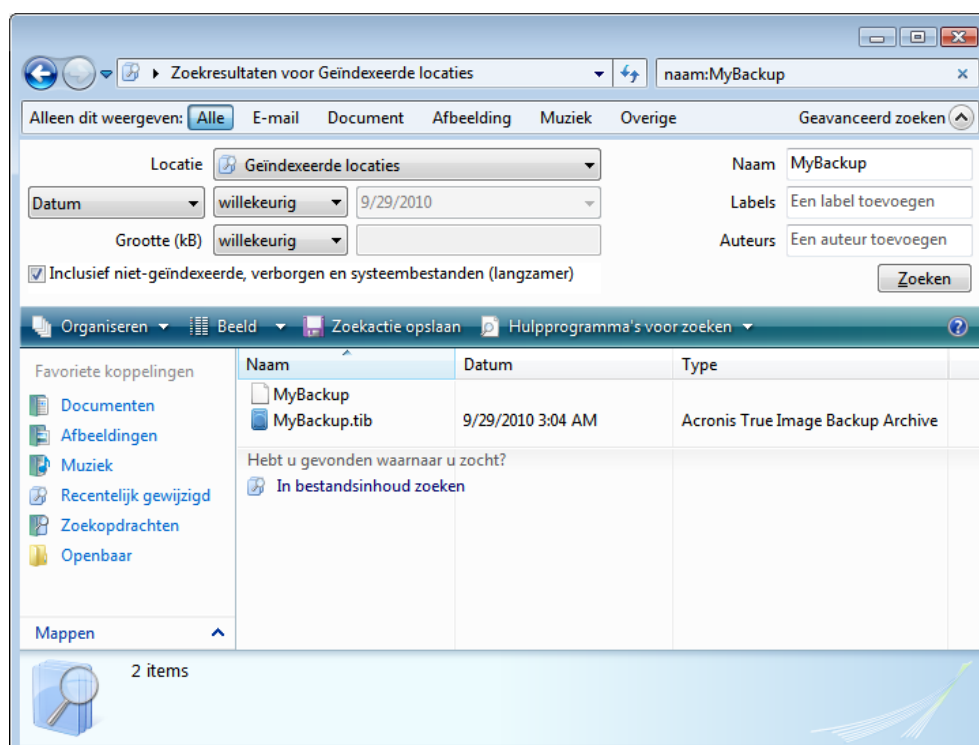 Zoekresultaten voor Geïndexeerde locaties
naam:MyBackup
Alleen dit weergeven: Alle E-mail Document Afbeelding Muziek Overige Geavanceerd zoeken
Locatie Geïndexeerde locaties Naam MyBackup
Datum willekeurig 9/29/2010 Labels Een label toevoegen
Grootte (kB) willekeurig Auteurs Een auteur toevoegen
Inclusief niet-geïndexeerde, verborgen en systeembestanden (langzamer) Zoeken
Organiseren Beeld Zoekactie opslaan Hulpprogramma's voor zoeken
Favoriete koppelingen
Documenten
Afbeeldingen
Muziek
Recentelijk gewijzigd
Zoekopdrachten
Openbaar
Mappen
Naam Datum Type
MyBackup
MyBackup.tib 9/29/2010 3:04 AM Acronis True Image Backup Archive
Hebt u gevonden waarnaar u zocht?
In bestandsinhoud zoeken
2 items